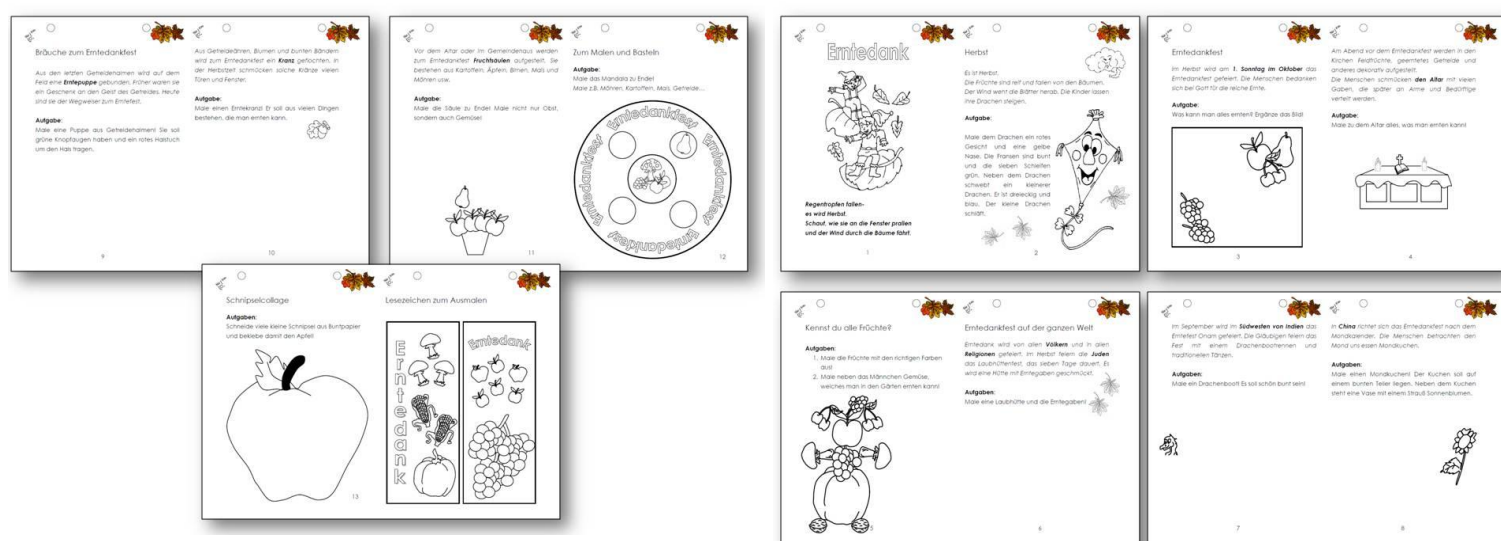 Bräuche zum Erntedankfest
Aus den letzten Getreidehalmen wird auf dem
Feld eine Erntepuppe gebunden. Früher waren sie
ein Geschenk an den Geist des Getreides. Heute
sind sie der Wegweiser zum Erntefest.
Aufgabe:
Male eine Puppe aus Getreidehalmen! Sie soll
grüne Knopfaugen haben und ein rotes Halstuch
um den Hals tragen.
9
Aus Getreideähren, Blumen und bunten Bändern
wird zum Erntedankfest ein Kranz geflochten. In
der Herbstzeit schmücken solche Kränze vielen
Türen und Fenster.
Aufgabe:
Male einen Erntekranz! Er soll aus vielen Dingen
bestehen, die man ernten kann.
10
Vor dem Altar oder im Gemeindehaus werden
zum Erntedankfest Fruchtsäulen aufgestellt. Sie
bestehen aus Kartoffeln, Äpfeln, Birnen, Mais und
Möhren usw.
Aufgabe:
Male die Säule zu Ende! Male nicht nur Obst,
sondern auch Gemüse!
11
Zum Malen und Basteln
Aufgabe:
Male das Mandala zu Ende!
Male z.B. Möhren, Kartoffeln, Mais, Getreide...
Erntedankfest
Erntedankfest
Erntedankfest
Erntedankfest
12
Schnipselcollage
Aufgaben:
Schneide viele kleine Schnipsel aus Buntpapier
und beklebe damit den Apfel!
13
Lesezeichen zum Ausmalen
Erntedank
Erntedank
Erntedank
Regentropfen fallen-
es wird Herbst.
Schaut, wie sie an die Fenster prallen
und der Wind durch die Bäume fährt.
1
Herbst
Es ist Herbst.
Die Früchte sind reif und fallen von den Bäumen.
Der Wind weht die Blätter herab. Die Kinder lassen
ihre Drachen steigen.
Aufgabe:
Male dem Drachen ein rotes
Gesicht und eine gelbe
Nase. Die Fransen sind bunt
und die sieben Schleifen
grün. Neben dem Drachen
schwebt ein kleinerer
Drachen. Er ist dreieckig und
blau. Der kleine Drachen
schläft.
2
Erntedankfest
Im Herbst wird am 1. Sonntag im Oktober das
Erntedankfest gefeiert. Die Menschen bedanken
sich bei Gott für die reiche Ernte.
Aufgabe:
Was kann man alles ernten? Ergänze das Bild!
3
Am Abend vor dem Erntedankfest werden in den
Kirchen Feldfrüchte, Getreide und
anderes dekorativ aufgestellt.
Die Menschen schmücken den Altar mit vielen
Gaben, die später an Arme und Bedürftige
verteilt werden.
Aufgabe:
Male zu dem Altar alles, was man ernten kann!
4
Kennst du alle Früchte?
Aufgaben:
1. Male die Früchte mit den richtigen Farben
aus!
2. Male neben das Männchen Gemüse,
welches man in den Gärten ernten kann!
5
Erntedankfest auf der ganzen Welt
Erntedank wird von allen Völkern und in allen
Religionen gefeiert. Im Herbst feiern die Juden
das Laubhüttenfest, das sieben Tage dauert. Es
wird eine Hütte mit Erntegaben geschmückt.
Aufgaben:
Male eine Laubhütte und die Erntegaben!
6
Im September wird im Südwesten von Indien das
Erntefest Onam gefeiert. Die Gläubigen feiern das
Fest mit einem Drachenbootrennen und
traditionellen Tänzen.
Aufgaben:
Male ein Drachenboot! Es soll schön bunt sein!
7
In China richtet sich das Erntedankfest nach dem
Mondkalender. Die Menschen betrachten den
Mond und essen Mondkuchen.
Aufgaben:
Male einen Mondkuchen! Der Kuchen soll auf
einem bunten Teller liegen. Neben dem Kuchen
steht eine Vase mit einem Strauß Sonnenblumen.
8